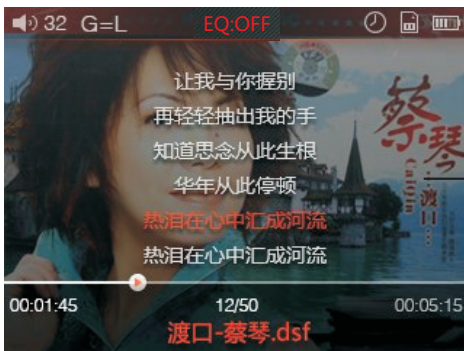 32 G=L EQ:OFF
让我与你握别
再轻轻抽出我的手
知道思念从此生根
华年从此停顿
热泪在心中汇成河流
热泪在心中汇成河流
蔡琴
CaiQin
渡口...
00:01:45 12/50 00:05:15
渡口-蔡琴.dsf